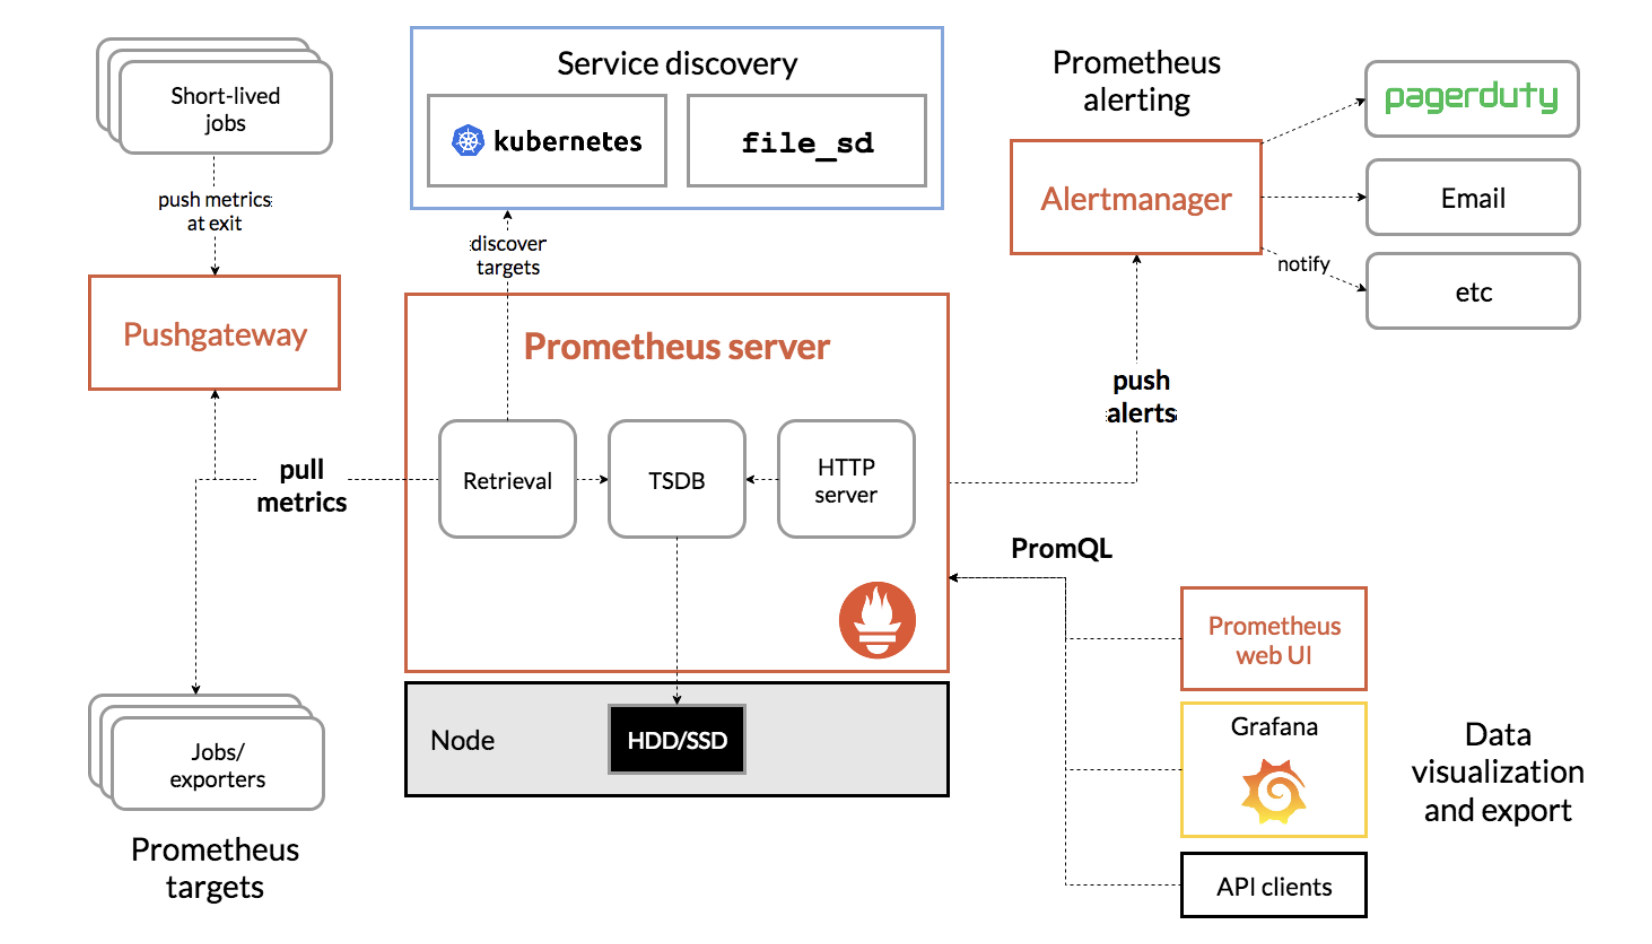 Short-lived
jobs
push metrics
at exit
Pushgateway
pull
metrics
Jobs/
exporters
Prometheus
targets
Service discovery
kubernetes
file_sd
discover
targets
Prometheus server
Retrieval
TSDB
HTTP
server
Node
HDD/SSD
Prometheus
alerting
Alertmanager
pagerduty
Email
etc
notify
push
alerts
PromQL
Prometheus
web UI
Grafana
API clients
Data
visualization
and export